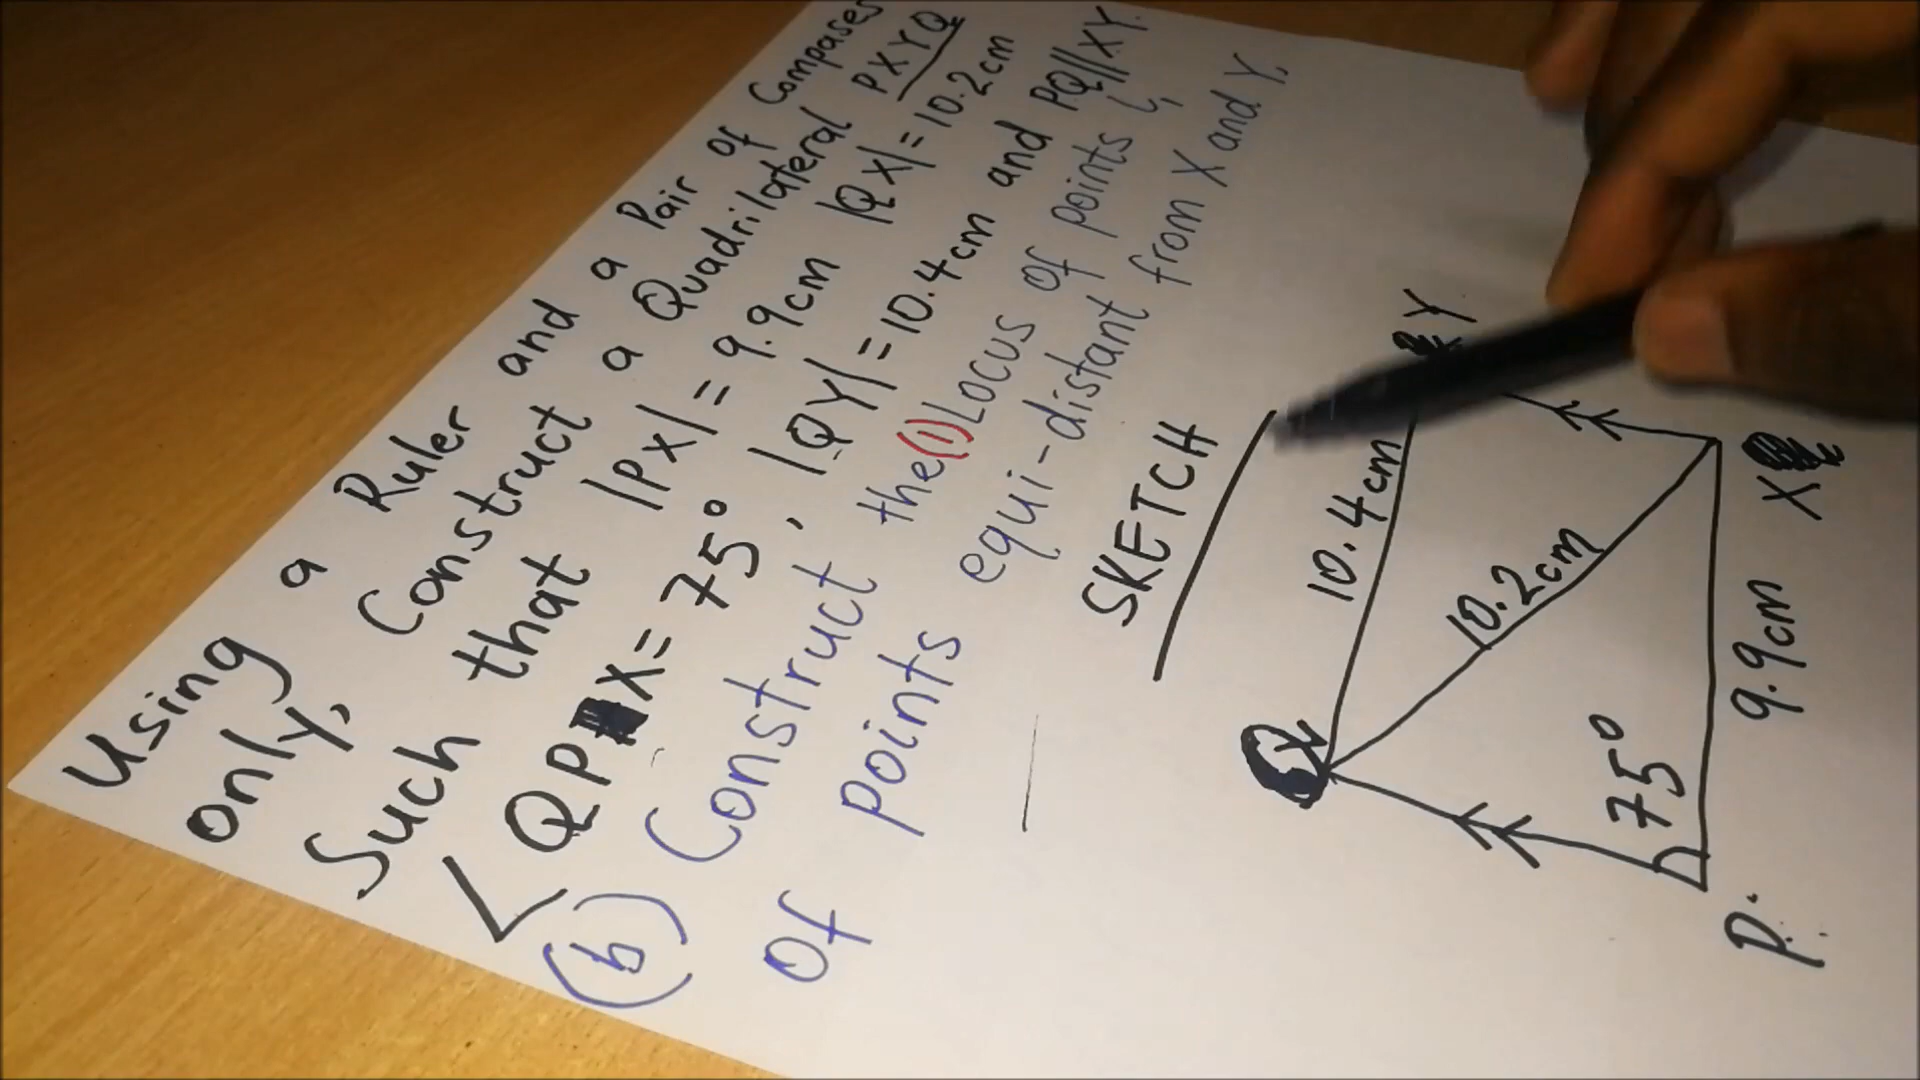 Using a Ruler and a Pair of Compases
only, Construct a Quadrilateral PXYQ
Such that |PX| = 9.9cm |QX| = 10.2cm
<QPX = 75°, |QY| = 10.4cm and PQ//XY.
(b) Construct the (1) Locus of points l₁
of points equi-distant from X and Y.
SKETCH
Y
10.4cm
10.2cm
X
Q
75°
9.9cm
P